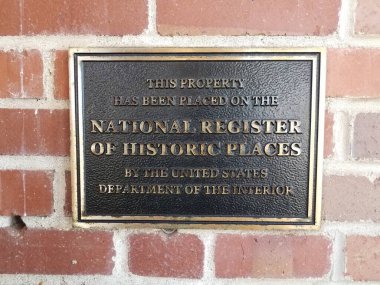 THIS PROPERTY
HAS BEEN PLACED ON THE
NATIONAL REGISTER
OF HISTORIC PLACES
BY THE UNITED STATES
DEPARTMENT OF THE INTERIOR